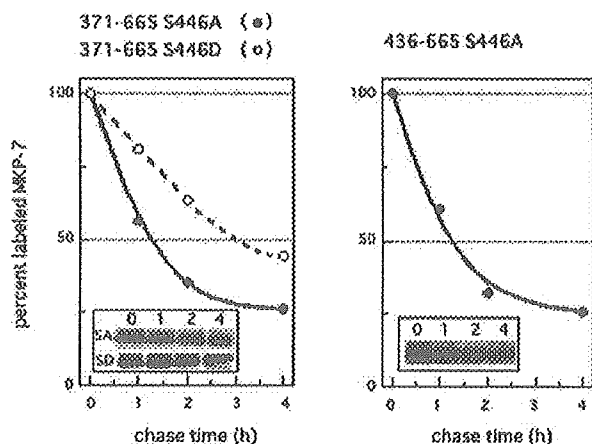 371-665 S446A (●)
371-665 S446D (○)
436-665 S446A
percent labeled MKP-7
100
50
0
0 1 2 4
SA
SD
0 1 2 3 4
chase time (h)
100
50
0
0 1 2 4
0 1 2 3 4
chase time (h)